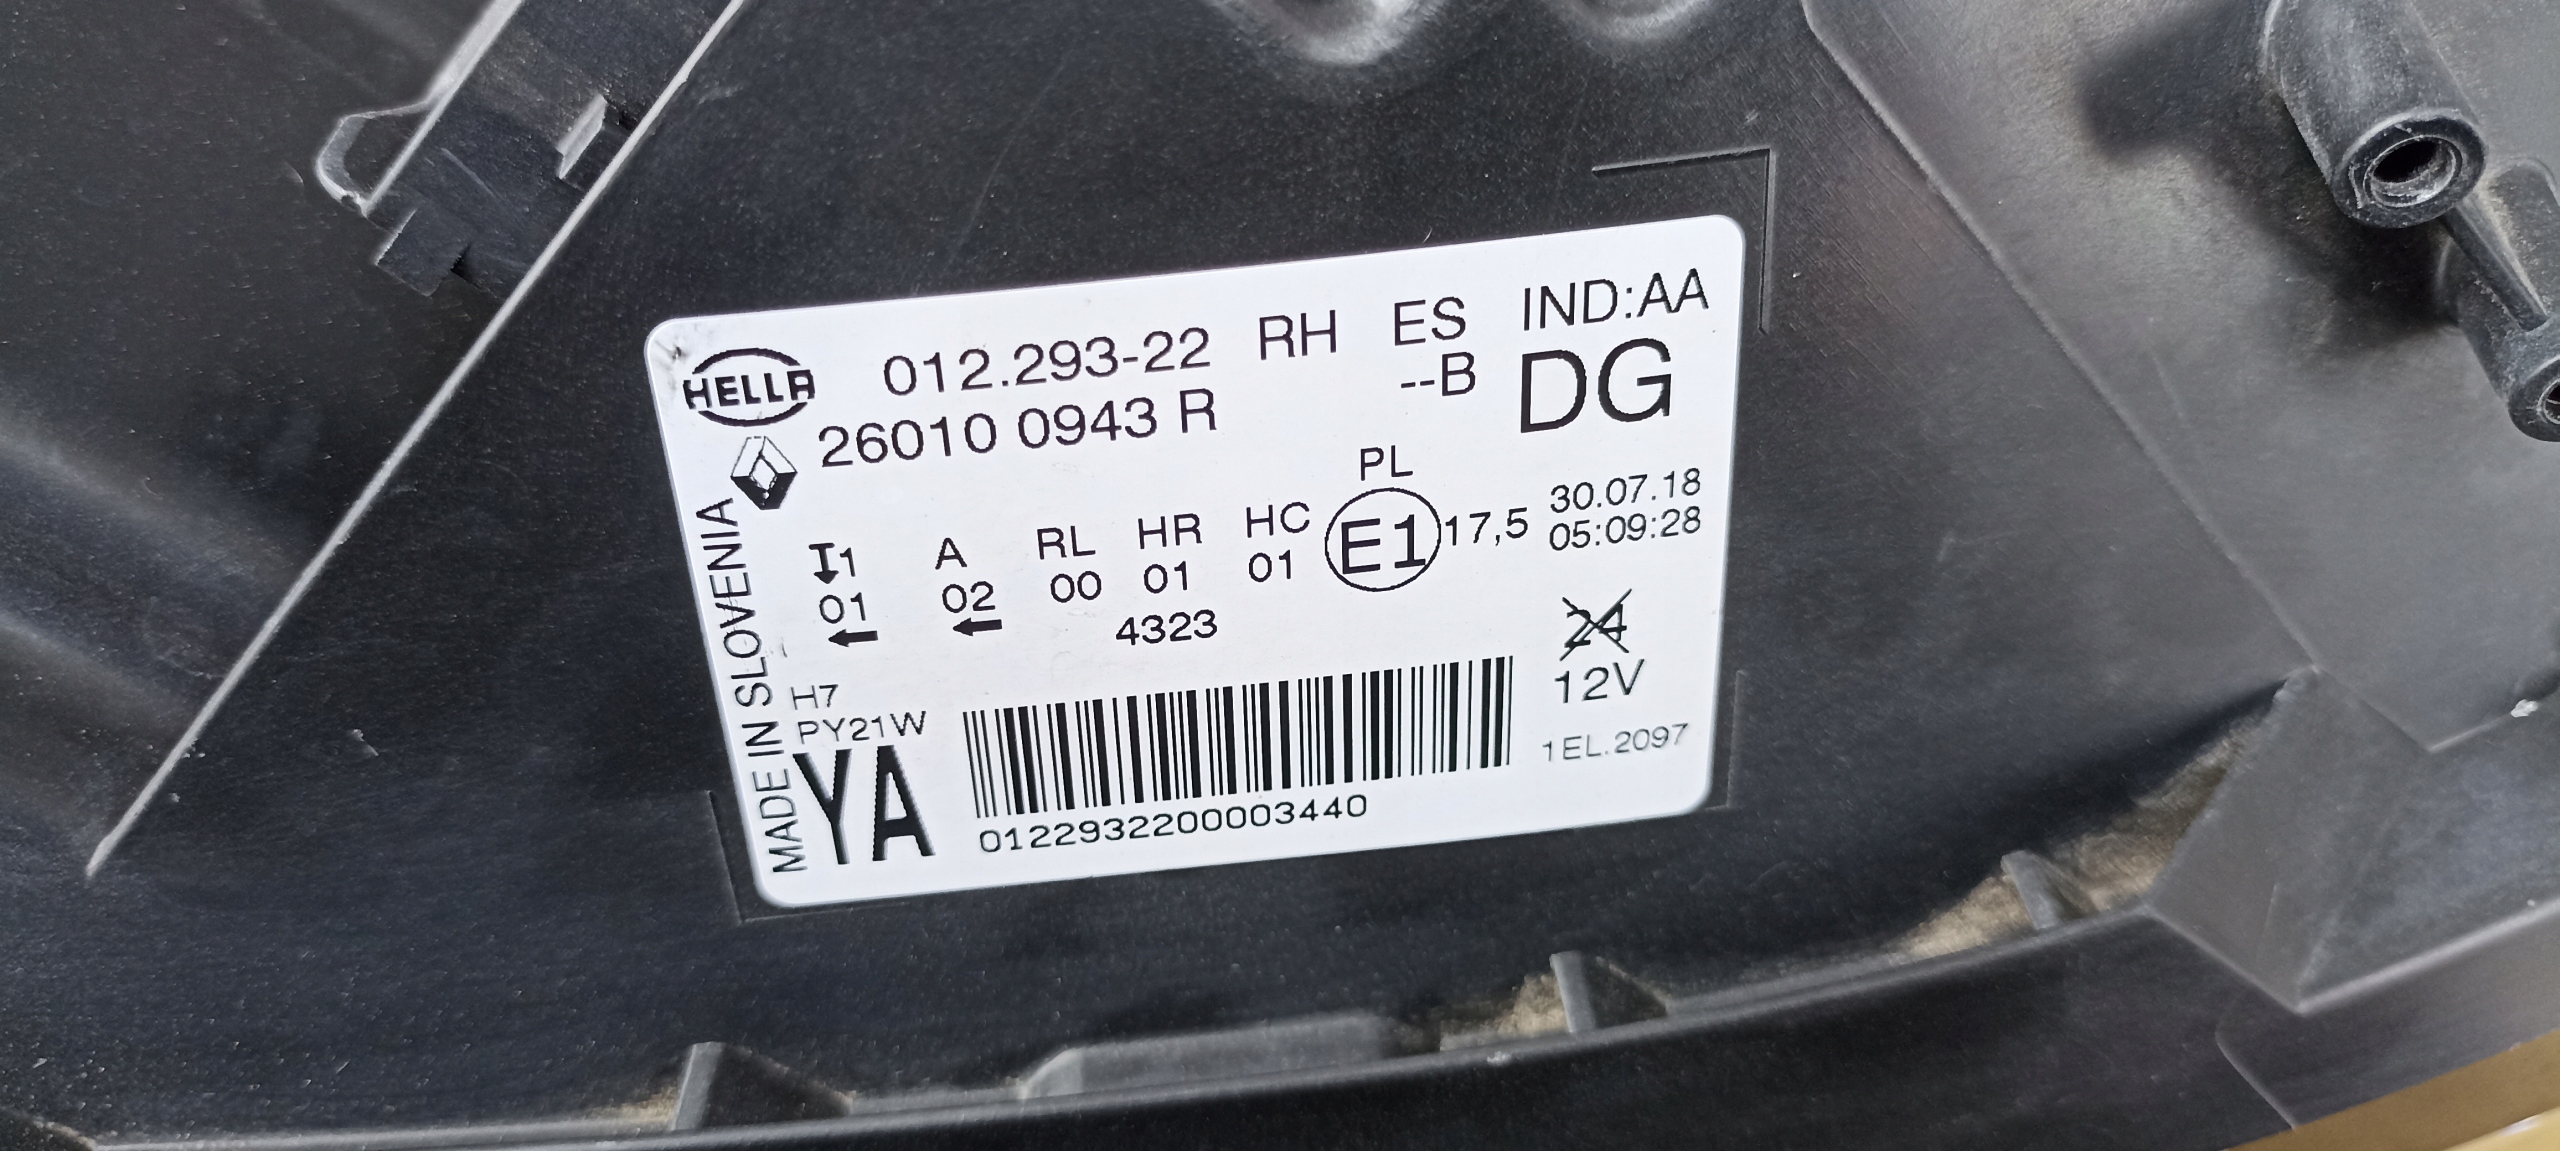 HELLA 012.293-22 RH ES IND:AA
26010 0943 R --B DG
MADE IN SLOVENIA
PL
1 A RL HR HC E1 17,5 30.07.18
01 02 00 01 01 05:09:28
4323
24
12V
H7
PY21W
YA
1EL.2097
0122932200003440